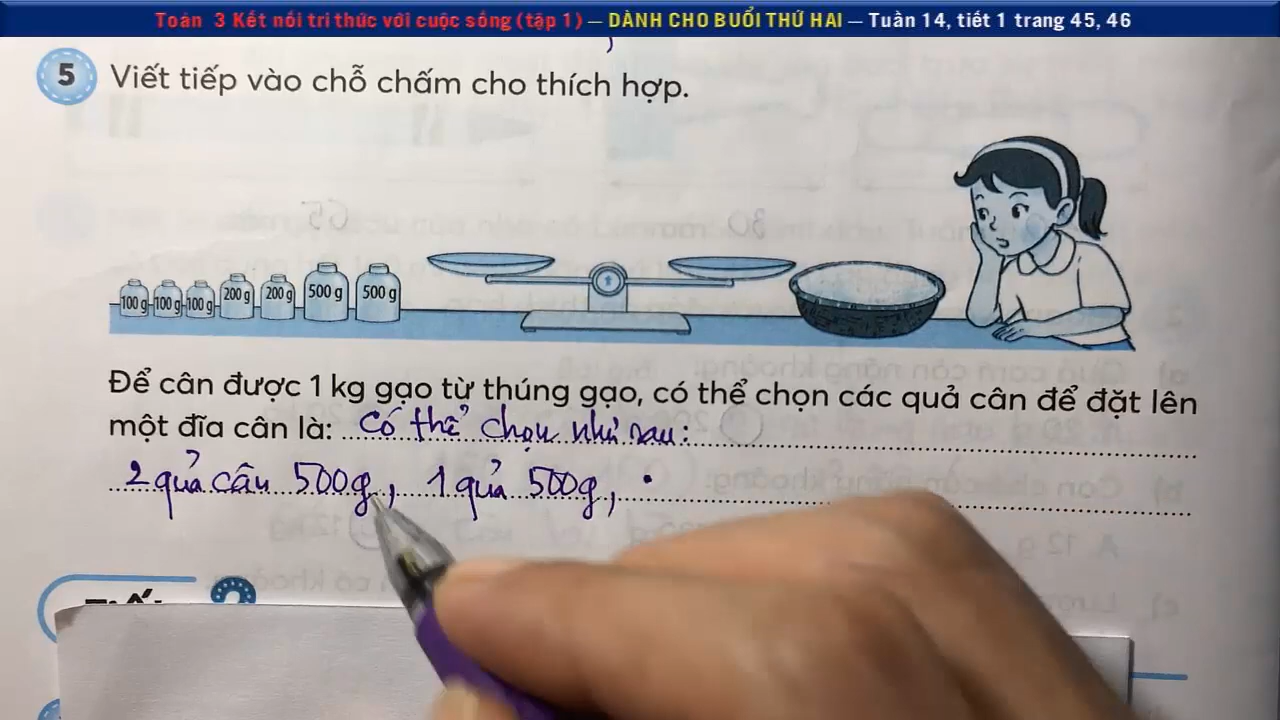 Toán 3 Kết nối tri thức với cuộc sống (tập 1) — DÀNH CHO BUỔI THỨ HAI — Tuần 14, tiết 1 trang 45, 46
5 Viết tiếp vào chỗ chấm cho thích hợp.
100 g 100 g 100 g 200 g 200 g 500 g 500 g
Để cân được 1 kg gạo từ thúng gạo, có thể chọn các quả cân để đặt lên
một đĩa cân là: có thể chọn như sau:
2 quả cân 500g, 1 quả 500g,